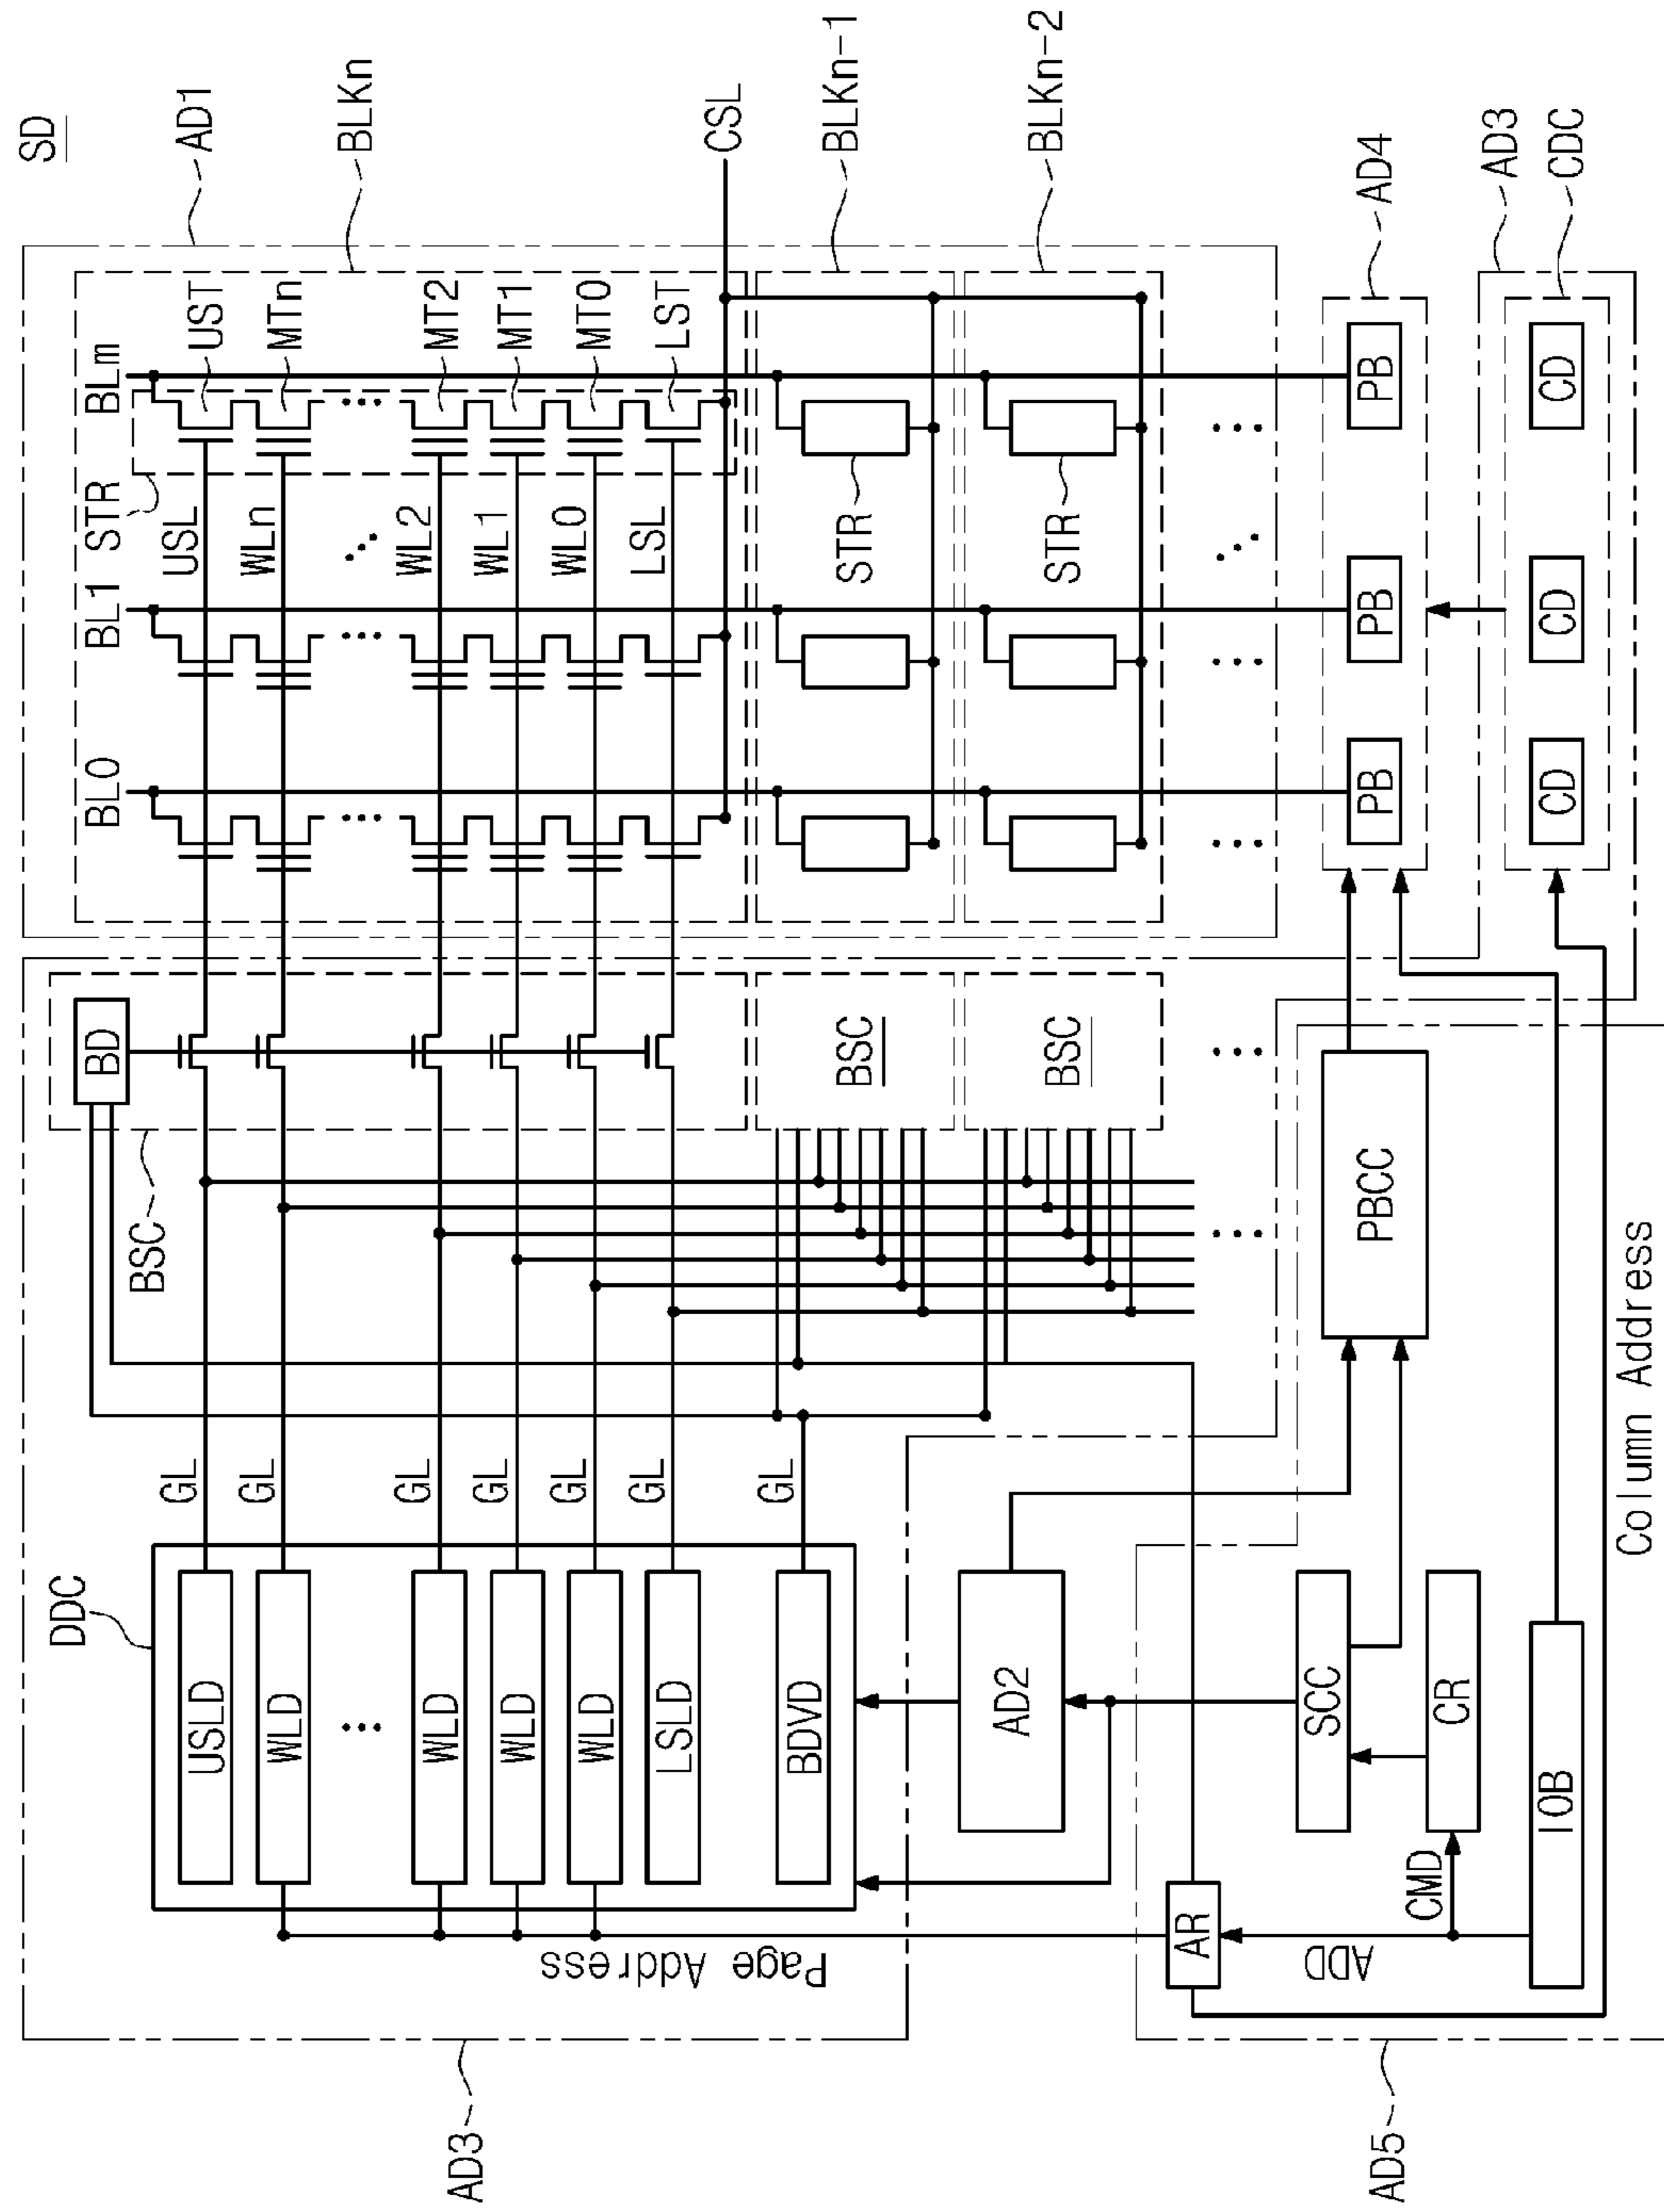 SD
AD1
BLKn
CSL
BLKn-1
BLKn-2
AD4
AD3
CDC
BL0
BL1
STR
BLm
UST
MTn
MT2
MT1
MT0
LST
USL
WLn
WL2
WL1
WL0
LSL
STR
STR
BD
BSC
BSC
BSC
PB
PB
PB
CD
CD
CD
DDC
USLD
GL
WLD
GL
WLD
GL
WLD
GL
WLD
GL
LSLD
GL
BDVD
GL
Page Address
AD2
PBCC
SCC
CR
CMD
AR
ADD
IOB
Column Address
AD3
AD5